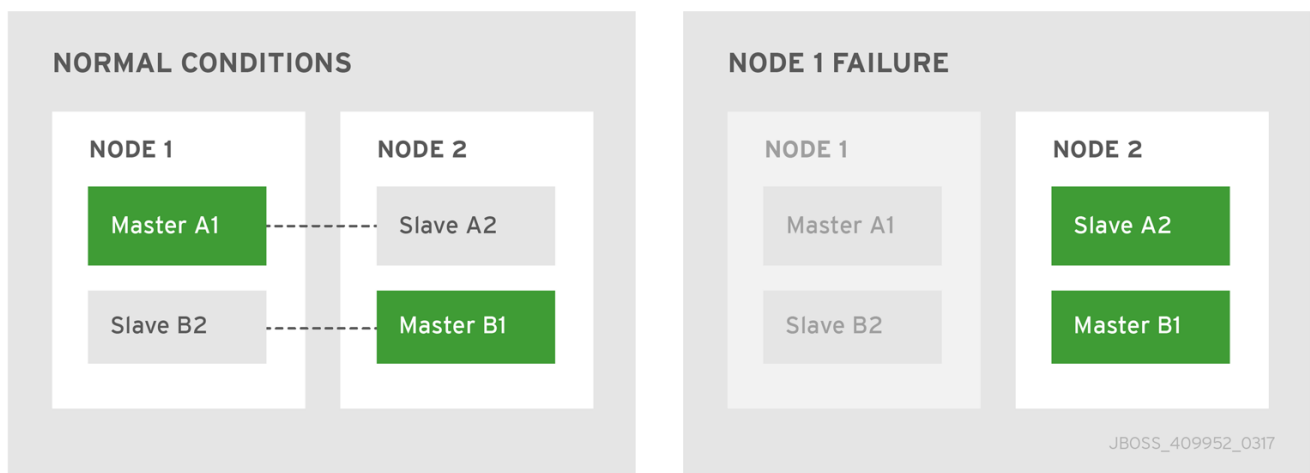 NORMAL CONDITIONS
NODE 1
Master A1
Slave B2
NODE 2
Slave A2
Master B1
NODE 1 FAILURE
NODE 1
Master A1
Slave B2
NODE 2
Slave A2
Master B1
JBOSS_409952_0317